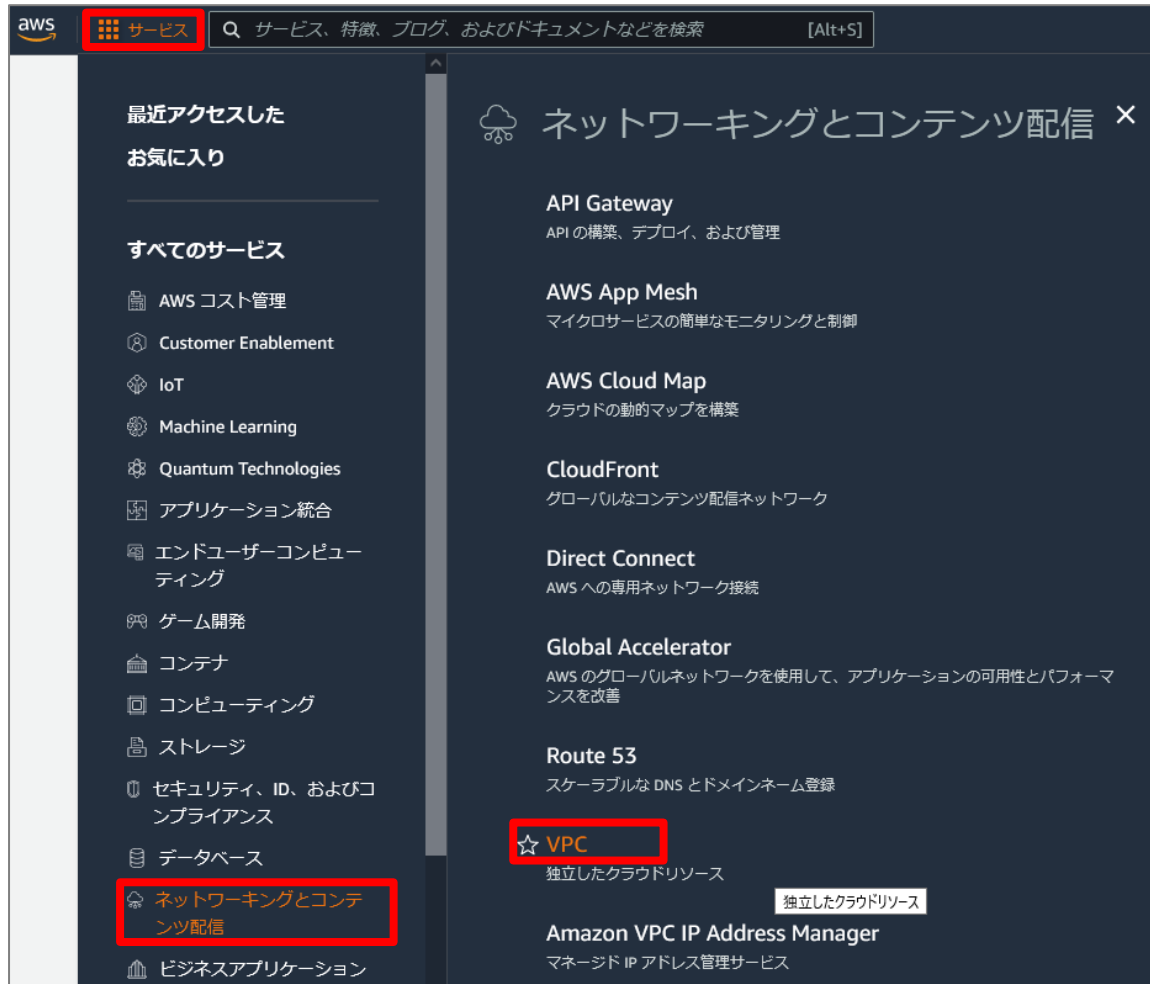 aws
サービス
サービス、特徴、ブログ、およびドキュメントなどを検索
[Alt+S]
最近アクセスした
お気に入り
すべてのサービス
AWS コスト管理
Customer Enablement
IoT
Machine Learning
Quantum Technologies
アプリケーション統合
エンドユーザーコンピュー
ティング
ゲーム開発
コンテナ
コンピューティング
ストレージ
セキュリティ、ID、およびコ
ンプライアンス
データベース
ネットワーキングとコンテ
ンツ配信
ビジネスアプリケーション
ネットワーキングとコンテンツ配信
API Gateway
API の構築、デプロイ、および管理
AWS App Mesh
マイクロサービスの簡単なモニタリングと制御
AWS Cloud Map
クラウドの動的マップを構築
CloudFront
グローバルなコンテンツ配信ネットワーク
Direct Connect
AWS への専用ネットワーク接続
Global Accelerator
AWS のグローバルネットワークを使用して、アプリケーションの可用性とパフォーマ
ンスを改善
Route 53
スケーラブルな DNS とドメインネーム登録
VPC
独立したクラウドリソース
独立したクラウドリソース
Amazon VPC IP Address Manager
マネージド IP アドレス管理サービス